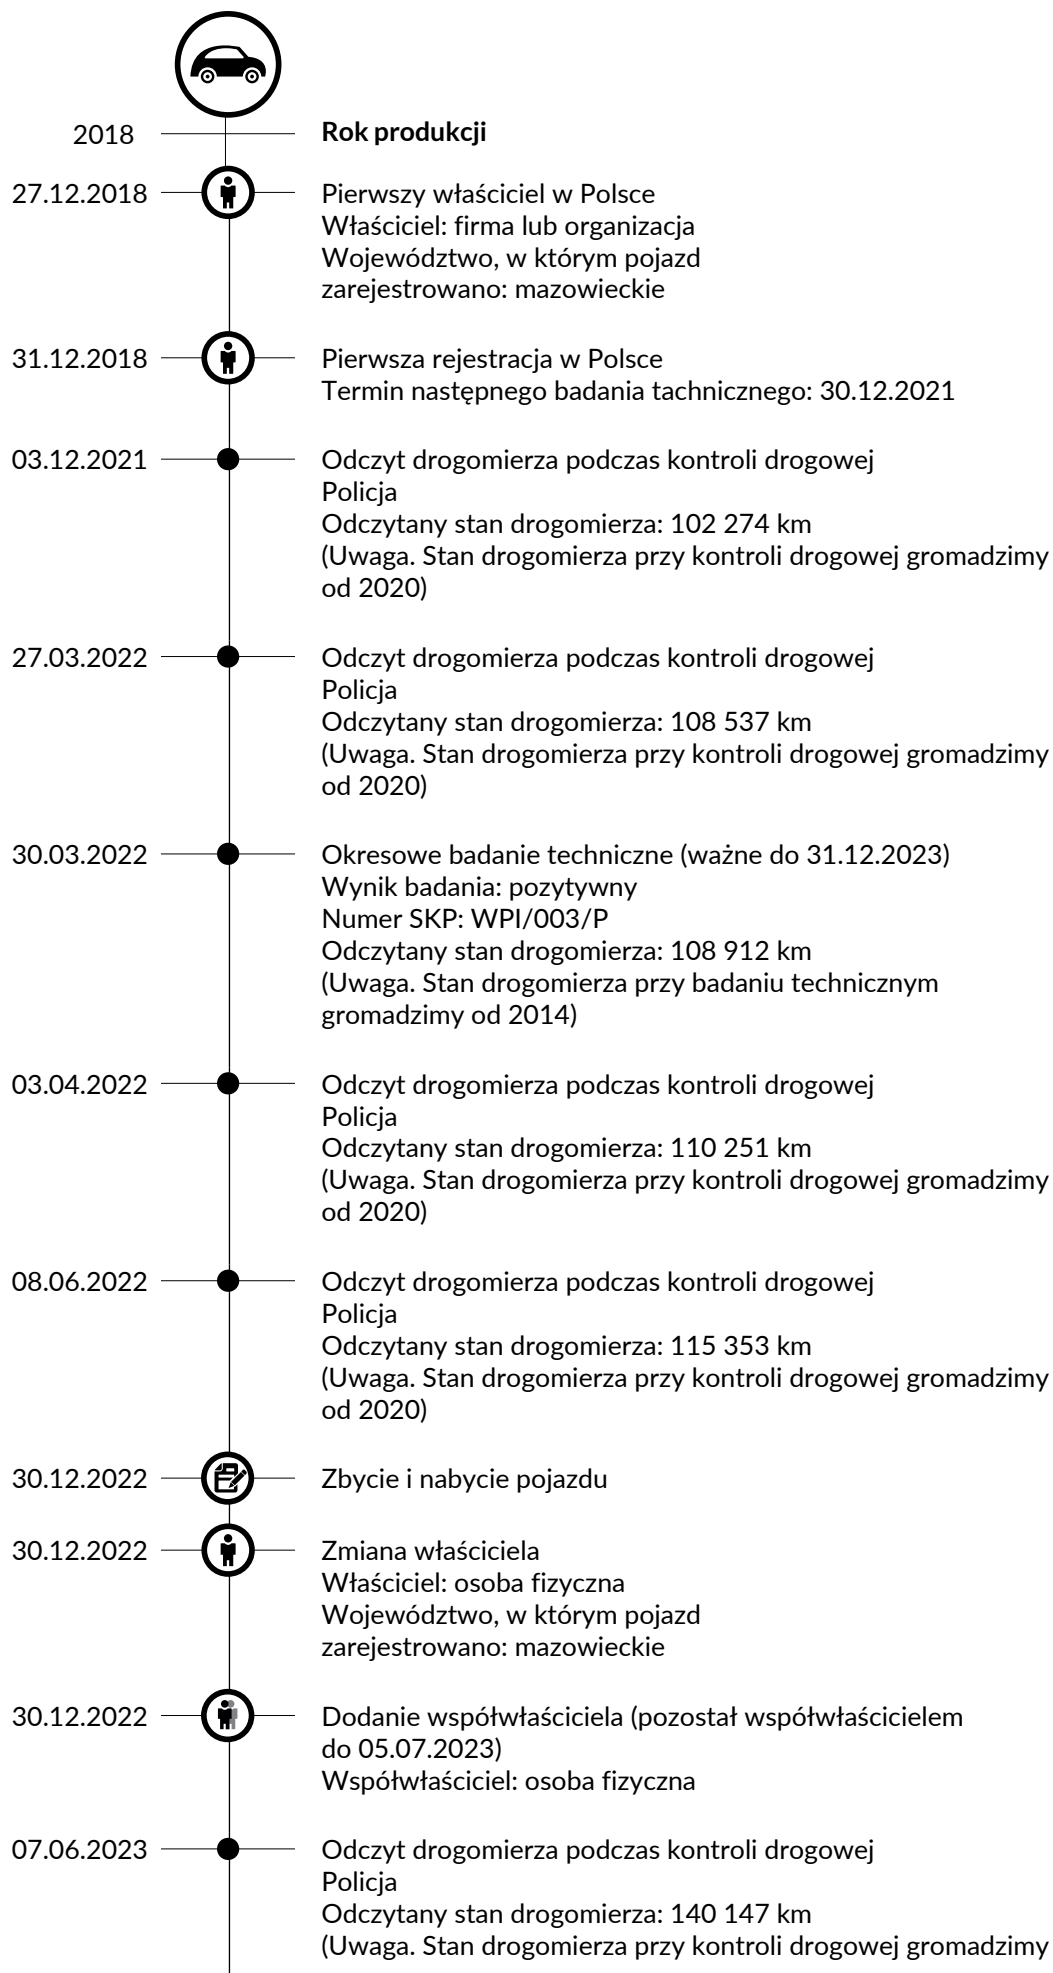 2018
Rok produkcji
27.12.2018
Pierwszy właściciel w Polsce
Właściciel: firma lub organizacja
Województwo, w którym pojazd
zarejestrowano: mazowieckie
31.12.2018
Pierwsza rejestracja w Polsce
Termin następnego badania tachnicznego: 30.12.2021
03.12.2021
Odczyt drogomierza podczas kontroli drogowej
Policja
Odczytany stan drogomierza: 102 274 km
(Uwaga. Stan drogomierza przy kontroli drogowej gromadzimy
od 2020)
27.03.2022
Odczyt drogomierza podczas kontroli drogowej
Policja
Odczytany stan drogomierza: 108 537 km
(Uwaga. Stan drogomierza przy kontroli drogowej gromadzimy
od 2020)
30.03.2022
Okresowe badanie techniczne (ważne do 31.12.2023)
Wynik badania: pozytywny
Numer SKP: WPI/003/P
Odczytany stan drogomierza: 108 912 km
(Uwaga. Stan drogomierza przy badaniu technicznym
gromadzimy od 2014)
03.04.2022
Odczyt drogomierza podczas kontroli drogowej
Policja
Odczytany stan drogomierza: 110 251 km
(Uwaga. Stan drogomierza przy kontroli drogowej gromadzimy
od 2020)
08.06.2022
Odczyt drogomierza podczas kontroli drogowej
Policja
Odczytany stan drogomierza: 115 353 km
(Uwaga. Stan drogomierza przy kontroli drogowej gromadzimy
od 2020)
30.12.2022
Zbycie i nabycie pojazdu
30.12.2022
Zmiana właściciela
Właściciel: osoba fizyczna
Województwo, w którym pojazd
zarejestrowano: mazowieckie
30.12.2022
Dodanie współwłaściciela (pozostał współwłaścicielem
do 05.07.2023)
Współwłaściciel: osoba fizyczna
07.06.2023
Odczyt drogomierza podczas kontroli drogowej
Policja
Odczytany stan drogomierza: 140 147 km
(Uwaga. Stan drogomierza przy kontroli drogowej gromadzimy